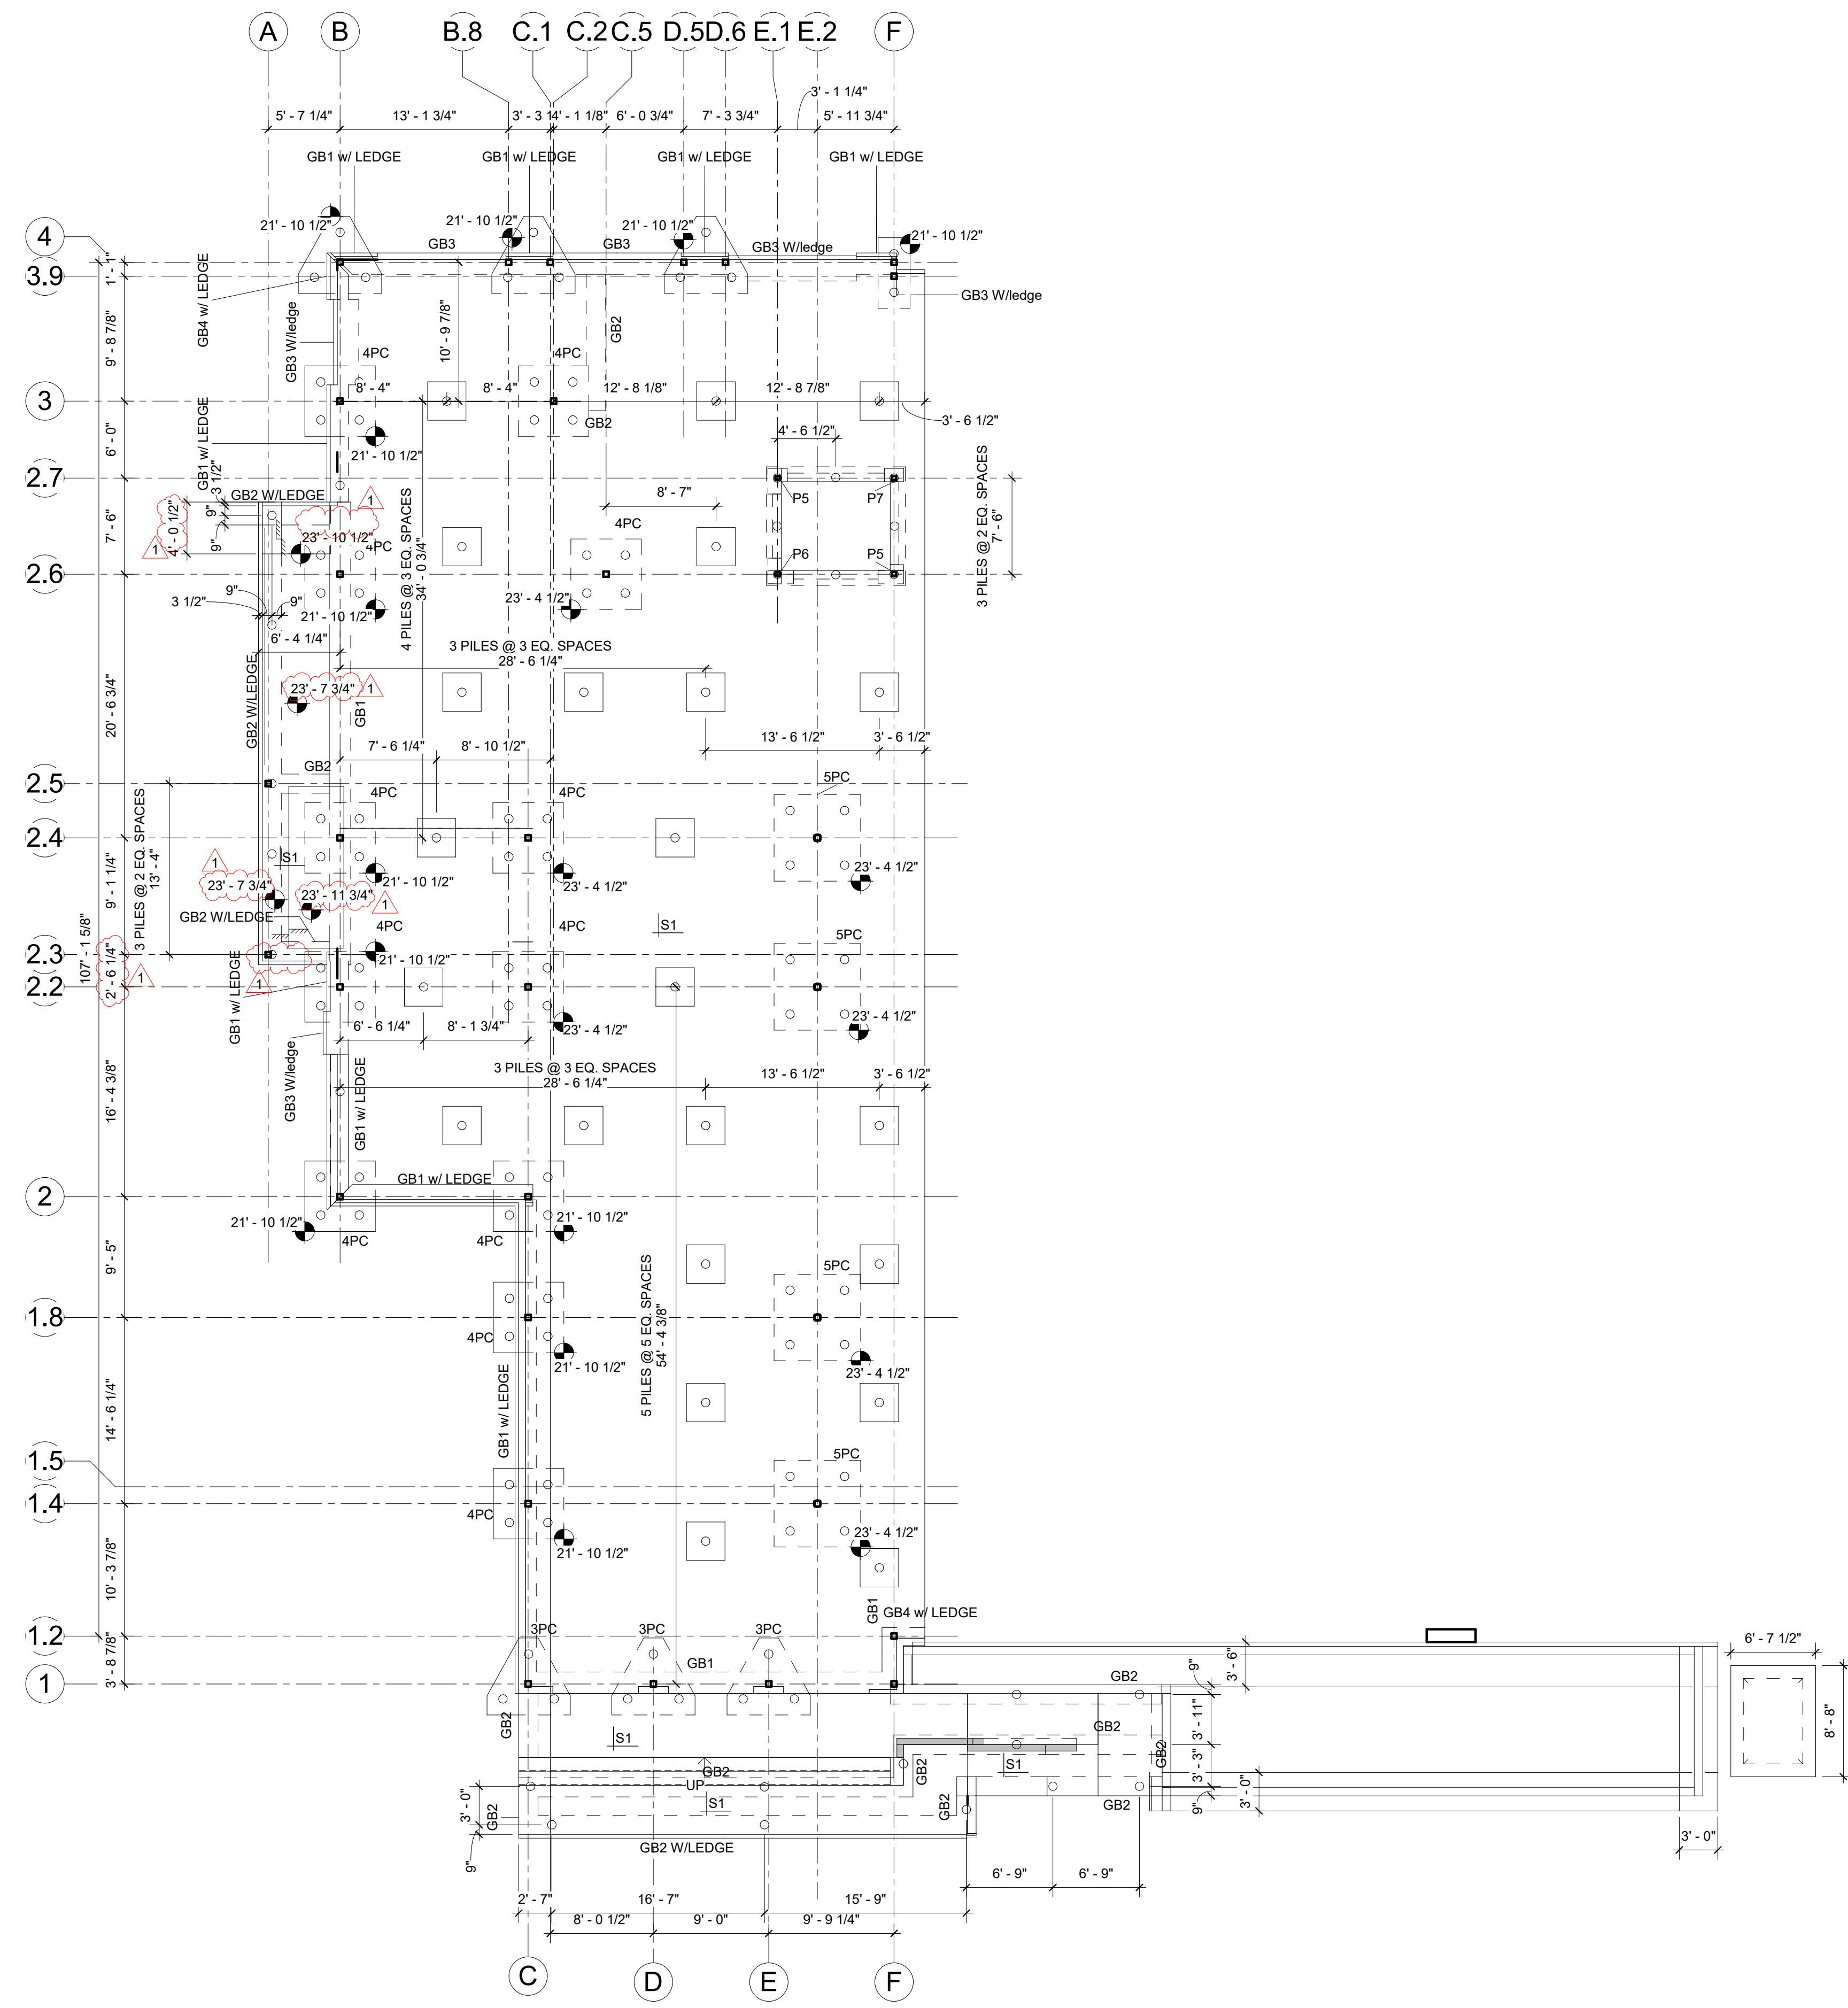 A
B
B.8
C.1
C.2
C.5
D.5
D.6
E.1
E.2
F
3' - 1 1/4"
5' - 7 1/4"
13' - 1 3/4"
3' - 3 1
4' - 1 1/8"
6' - 0 3/4"
7' - 3 3/4"
5' - 11 3/4"
GB1 w/ LEDGE
GB1 w/ LEDGE
GB1 w/ LEDGE
GB1 w/ LEDGE
4
3.9
3
2.7
2.6
2.5
2.4
2.3
2.2
2
1.8
1.5
1.4
1.2
1
21' - 10 1/2"
21' - 10 1/2"
21' - 10 1/2"
21' - 10 1/2"
GB3
GB3
GB3 W/ledge
GB3 W/ledge
1' - 1"
9' - 8 7/8"
6' - 0"
7' - 6"
20' - 6 3/4"
9' - 1 1/4"
2' - 6 1/4"
1
16' - 4 3/8"
9' - 5"
14' - 6 1/4"
10' - 3 7/8"
3' - 8 7/8"
107' - 1 5/8"
GB4 w/ LEDGE
GB3 W/ledge
10' - 9 7/8"
GB2
4PC
4PC
8' - 4"
8' - 4"
12' - 8 1/8"
12' - 8 7/8"
3' - 6 1/2"
GB2
GB1 w/ LEDGE
21' - 10 1/2"
4' - 6 1/2"
P5
P7
P6
P5
3 PILES @ 2 EQ. SPACES
7' - 6"
8' - 7"
3 1/2"
9"
9"
GB2 W/LEDGE
4' - 0 1/2"
1
1
23' - 10 1/2"
4PC
4PC
23' - 4 1/2"
9"
3 1/2"
9"
21' - 10 1/2"
6' - 4 1/4"
4 PILES @ 3 EQ. SPACES
34' - 0 3/4"
3 PILES @ 3 EQ. SPACES
28' - 6 1/4"
GB2 W/LEDGE
23' - 7 3/4"
1
GB1
7' - 6 1/4"
8' - 10 1/2"
13' - 6 1/2"
3' - 6 1/2"
GB2
4PC
4PC
5PC
3 PILES @ 2 EQ. SPACES
13' - 4"
S1
1
23' - 7 3/4"
21' - 10 1/2"
23' - 11 3/4"
1
23' - 4 1/2"
23' - 4 1/2"
GB2 W/LEDGE
4PC
4PC
S1
5PC
21' - 10 1/2"
1
GB1 w/ LEDGE
6' - 6 1/4"
8' - 1 3/4"
23' - 4 1/2"
23' - 4 1/2"
3 PILES @ 3 EQ. SPACES
28' - 6 1/4"
13' - 6 1/2"
3' - 6 1/2"
GB3 W/ledge
GB1 w/ LEDGE
GB1 w/ LEDGE
21' - 10 1/2"
4PC
4PC
21' - 10 1/2"
5 PILES @ 5 EQ. SPACES
54' - 4 3/8"
4PC
21' - 10 1/2"
5PC
23' - 4 1/2"
GB1 w/ LEDGE
4PC
21' - 10 1/2"
5PC
23' - 4 1/2"
GB1
GB4 w/ LEDGE
3PC
3PC
3PC
GB1
GB2
S1
GB2
UP
S1
GB2
3' - 0"
9"
GB2 W/LEDGE
GB2
GB2
GB2
GB2
S1
GB2
GB2
9"
3' - 6"
3' - 11"
3' - 3"
9"
3' - 0"
6' - 7 1/2"
8' - 8"
3' - 0"
6' - 9"
6' - 9"
2' - 7"
16' - 7"
15' - 9"
8' - 0 1/2"
9' - 0"
9' - 9 1/4"
C
D
E
F